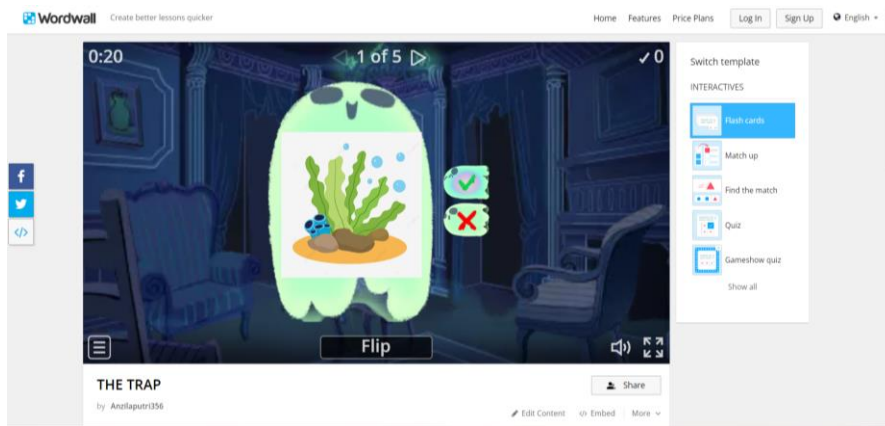 Wordwall Create better lessons quicker Home Features Price Plans Log In Sign Up English
0:20 1 of 5 ✓ 0
Flip
THE TRAP
by Anzilaputri356
Share
Edit Content </> Embed More
f
</>
Switch template
INTERACTIVES
Flash cards
Match up
Find the match
Quiz
Gameshow quiz
Show all